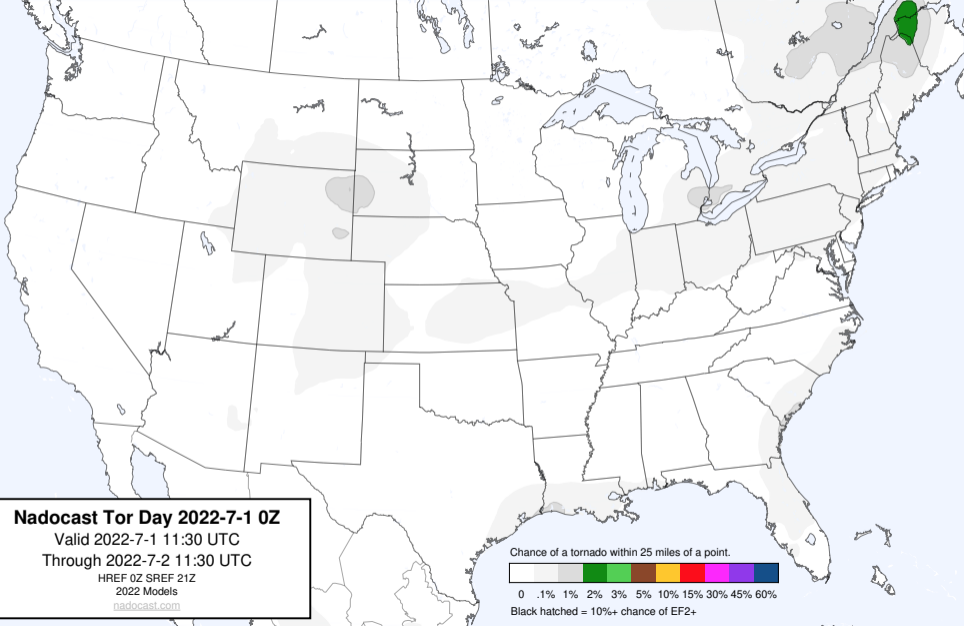 Nadocast Tor Day 2022-7-1 0Z
Valid 2022-7-1 11:30 UTC
Through 2022-7-2 11:30 UTC
HREF 0Z SREF 21Z
2022 Models
nadocast.com
Chance of a tornado within 25 miles of a point.
0 .1% 1% 2% 3% 5% 10% 15% 30% 45% 60%
Black hatched = 10%+ chance of EF2+